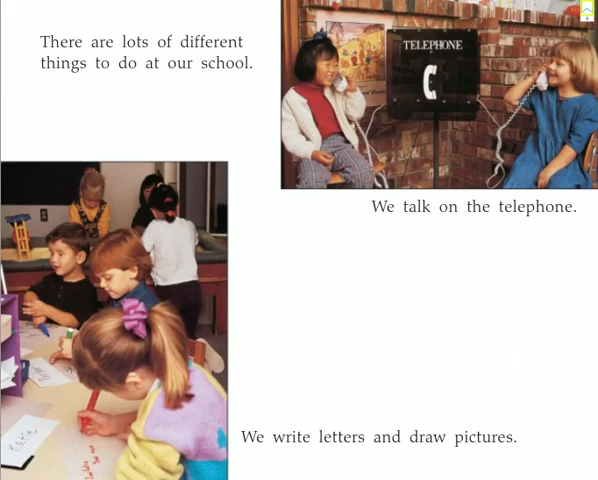 There are lots of different
things to do at our school.
TELEPHONE
We talk on the telephone.
We write letters and draw pictures.